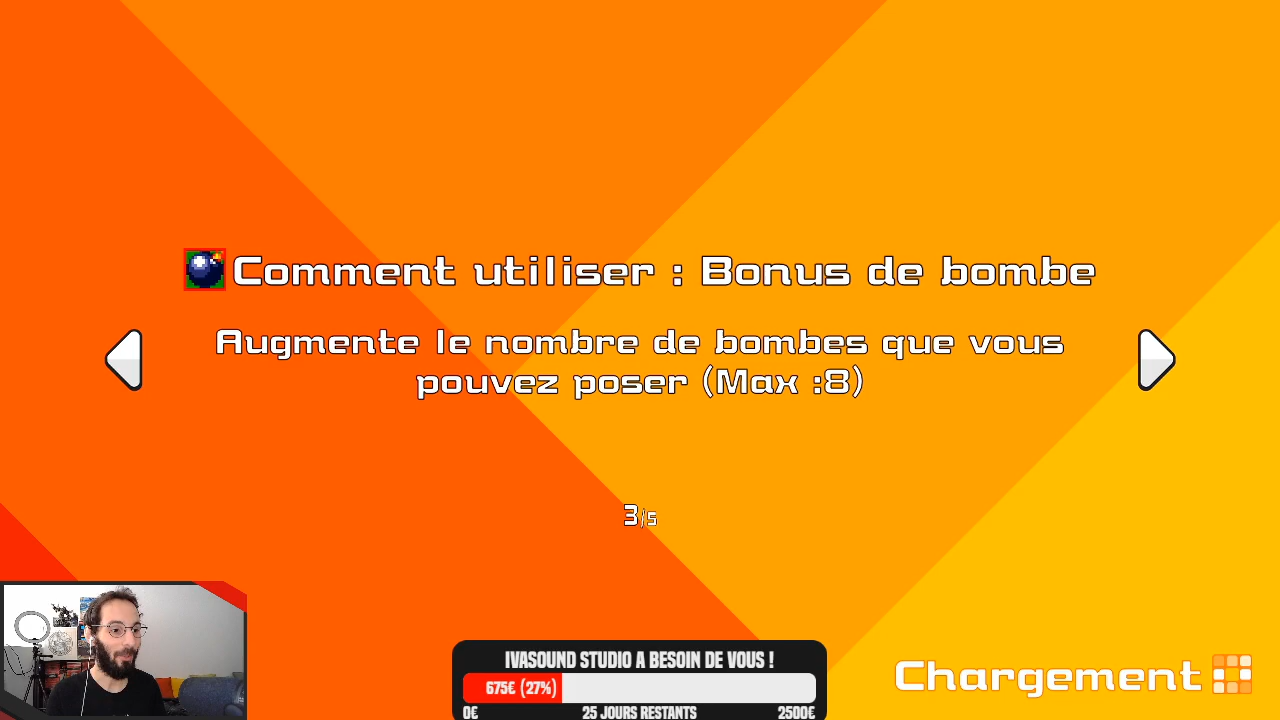 Comment utiliser : Bonus de bombe
Augmente le nombre de bombes que vous
pouvez poser (Max :8)
3/5
IVASOUND STUDIO A BESOIN DE VOUS !
675€ (27%)
0€ 25 JOURS RESTANTS 2500€
Chargement